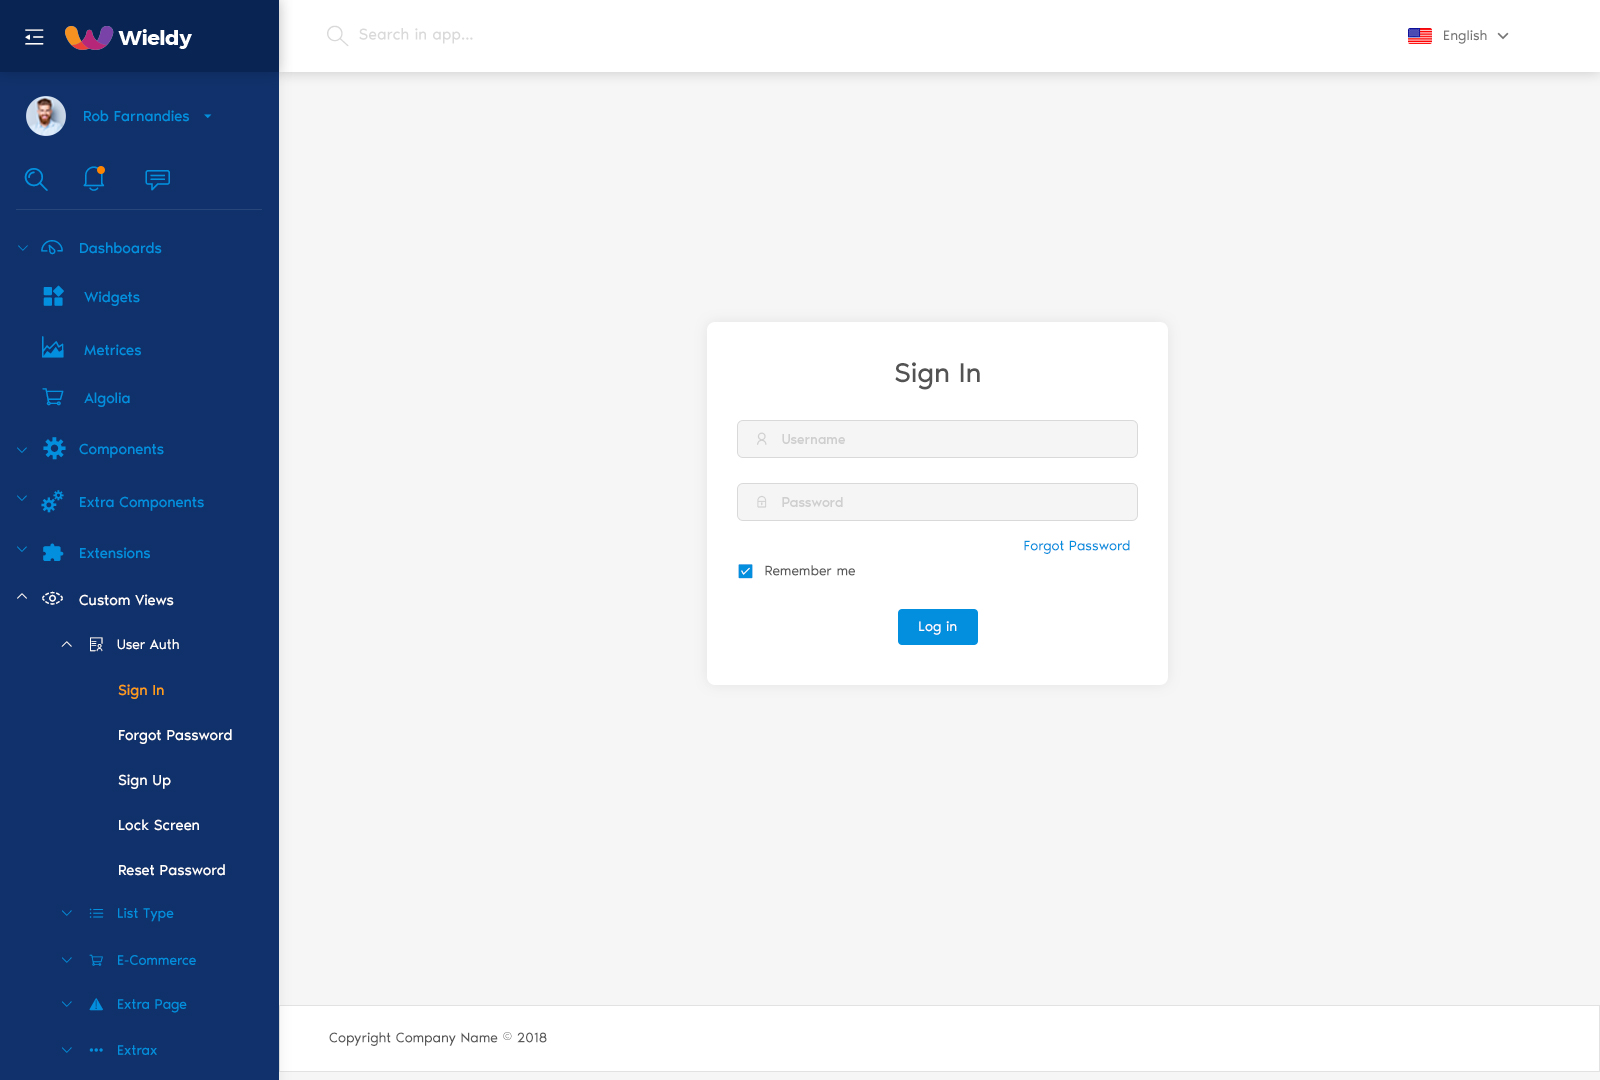 Wieldy
Search in app...
English
Rob Farnandies
Dashboards
Widgets
Metrices
Algolia
Components
Extra Components
Extensions
Custom Views
User Auth
Sign In
Forgot Password
Sign Up
Lock Screen
Reset Password
List Type
E-Commerce
Extra Page
Extrax
Sign In
Username
Password
Forgot Password
Remember me
Log in
Copyright Company Name © 2018